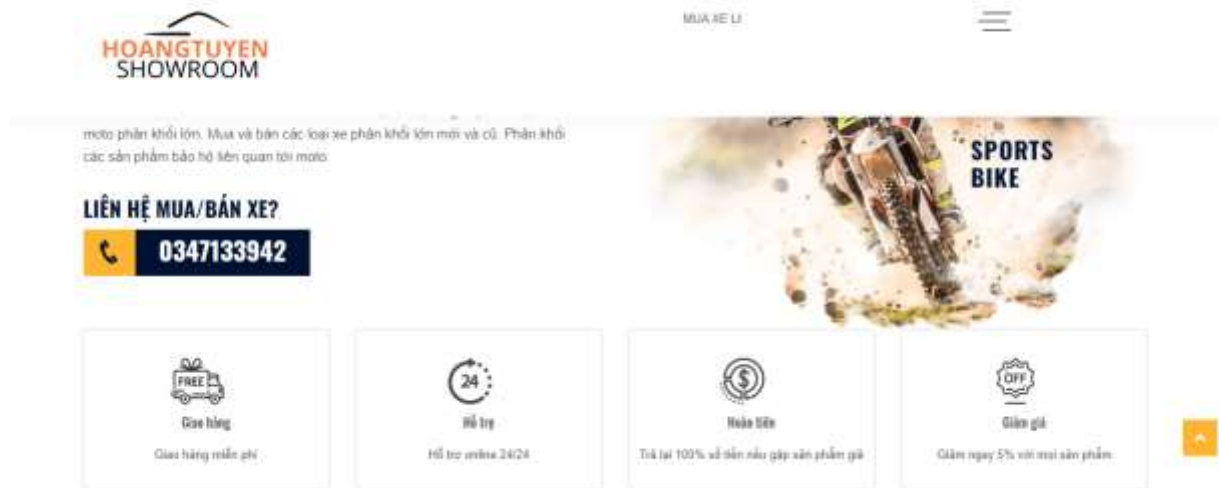 HOANGTUYEN
SHOWROOM
MUA XE LI
moto phân khối lớn. Mua và bán các loại xe phân khối lớn mới và cũ. Phân khối
các sản phẩm bảo hộ liên quan tới moto
SPORTS
BIKE
LIÊN HỆ MUA/BÁN XE?
0347133942
FREE
24
$
OFF
Giao hàng
Hỗ trợ
Hoàn tiền
Giảm giá
Giao hàng miễn phí
Hỗ trợ online 24/24
Trả lại 100% số tiền nếu gặp sản phẩm giả
Giảm ngay 5% với mọi sản phẩm